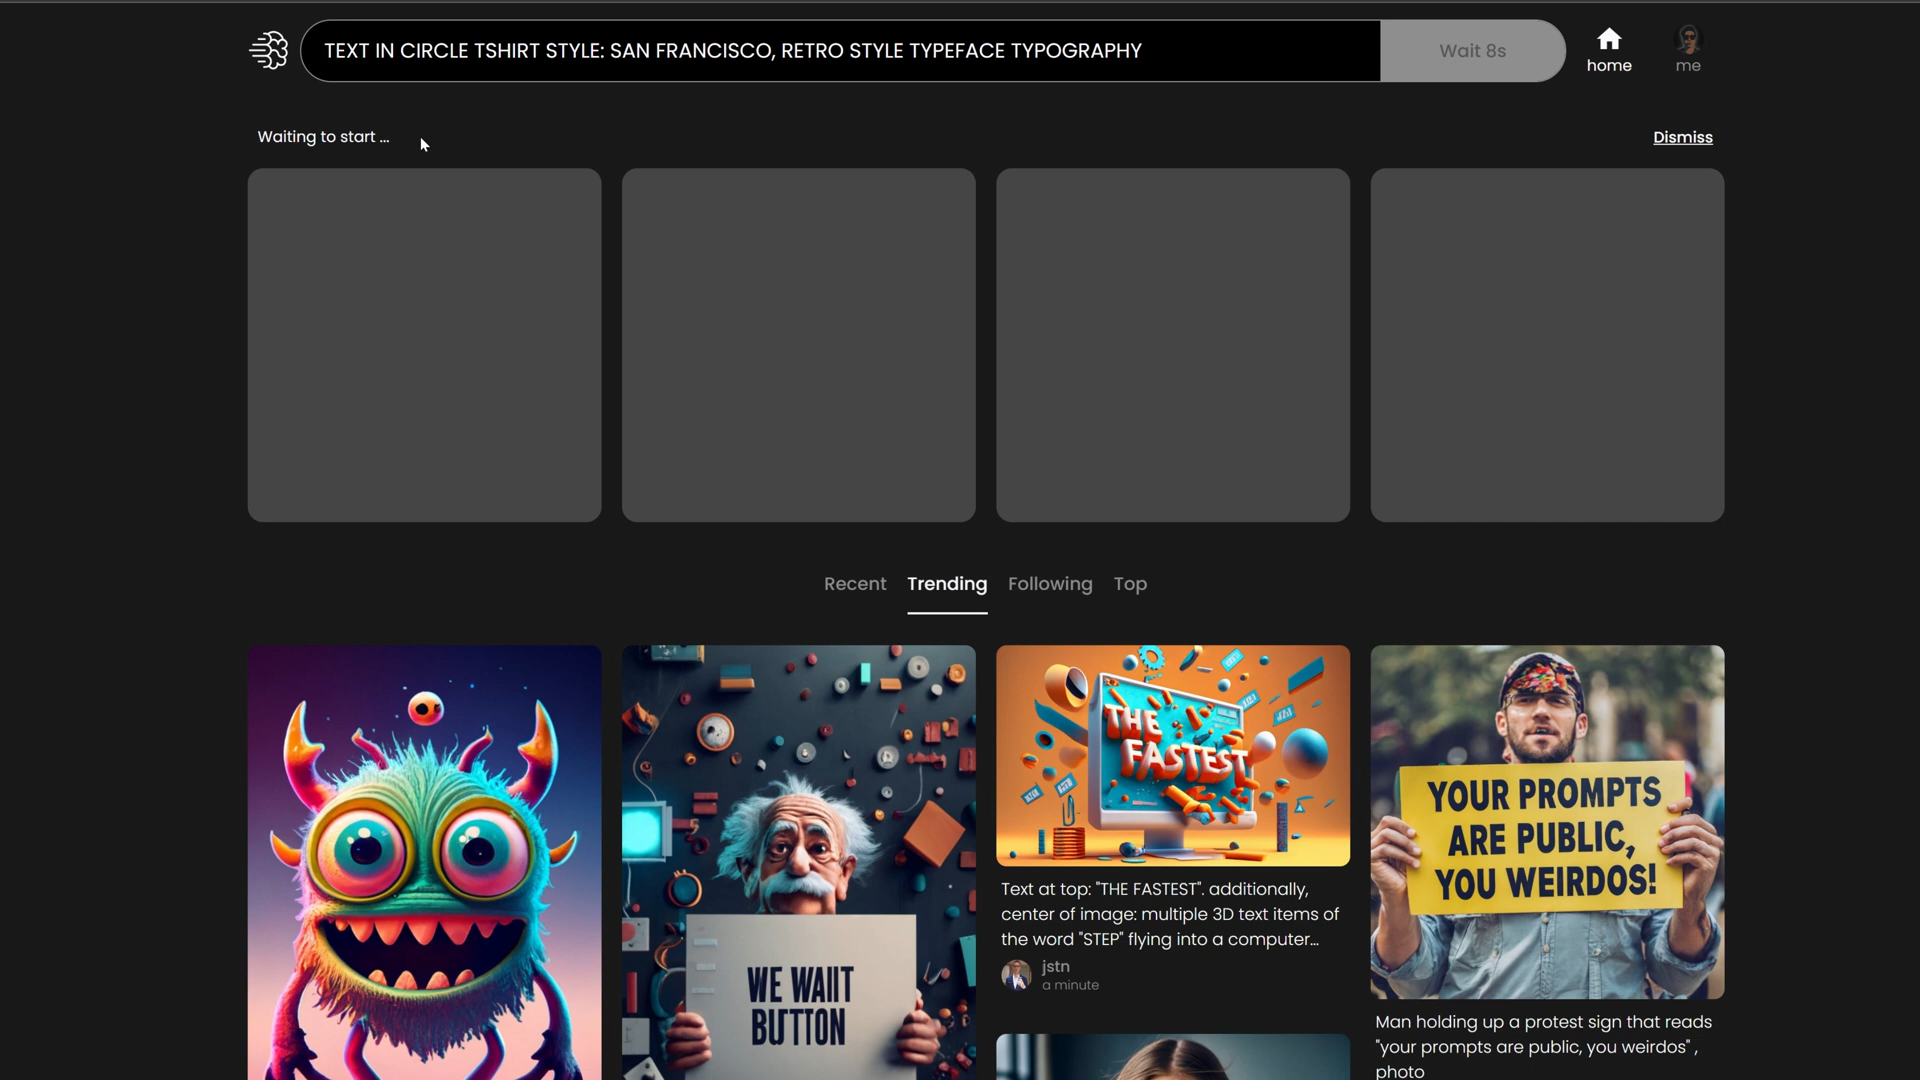 TEXT IN CIRCLE TSHIRT STYLE: SAN FRANCISCO, RETRO STYLE TYPEFACE TYPOGRAPHY
Wait 8s
home
me
Waiting to start ...
Dismiss
Recent Trending Following Top
THE
FASTEST
YOUR PROMPTS
ARE PUBLIC,
YOU WEIRDOS!
WE WAIIT
BUTTON
Text at top: "THE FASTEST". additionally,
center of image: multiple 3D text items of
the word "STEP" flying into a computer...
jstn
a minute
Man holding up a protest sign that reads
"your prompts are public, you weirdos" ,
photo